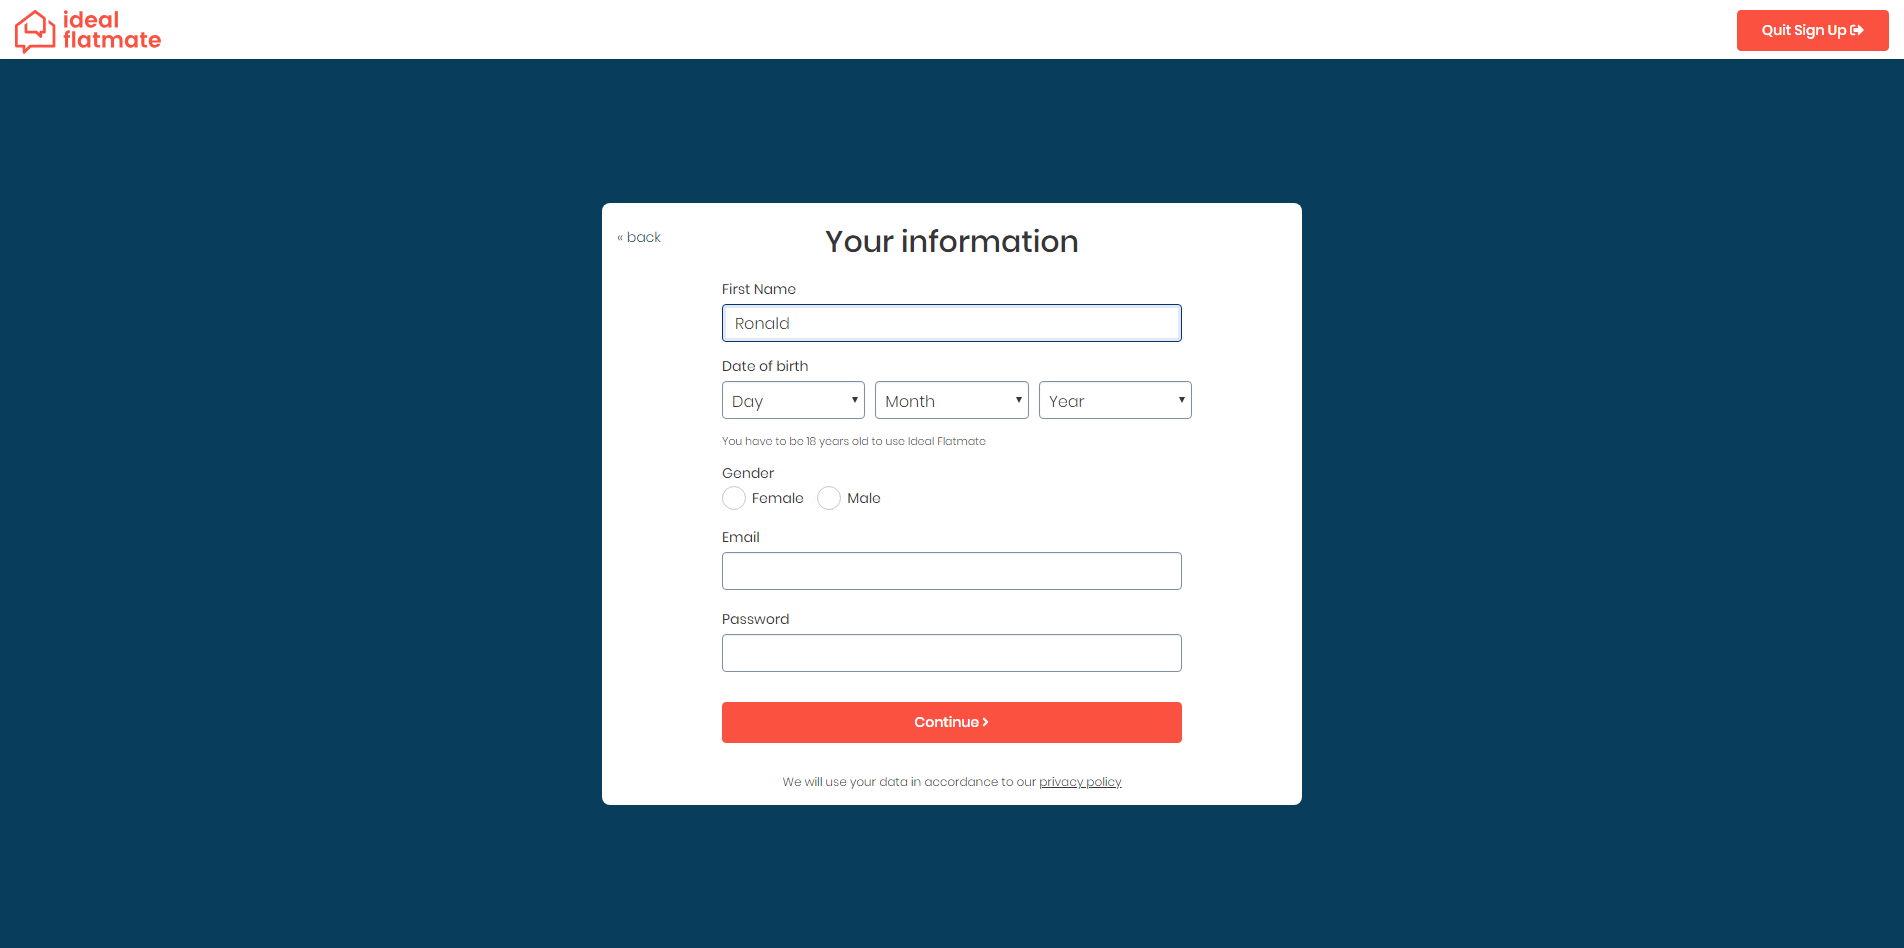 ideal
flatmate
Quit Sign Up
« back
Your information
First Name
Ronald
Date of birth
Day Month Year
You have to be 18 years old to use Ideal Flatmate
Gender
Female Male
Email
Password
Continue
We will use your data in accordance to our privacy policy